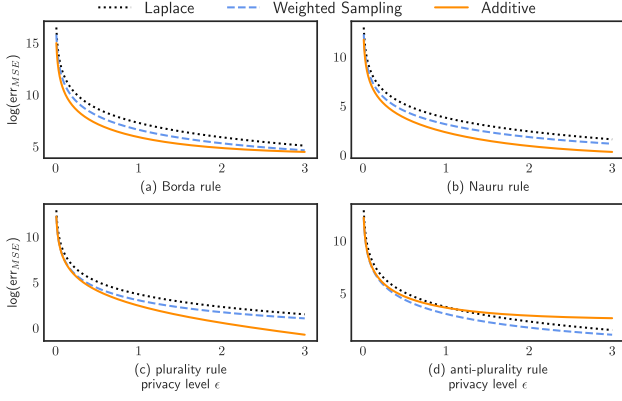 Laplace Weighted Sampling Additive
log(err_{MSE})
15
10
5
0 1 2 3
(a) Borda rule
10
5
0
0 1 2 3
(b) Nauru rule
log(err_{MSE})
10
5
0
0 1 2 3
(c) plurality rule
privacy level ϵ
10
5
0 1 2 3
(d) anti-plurality rule
privacy level ϵ